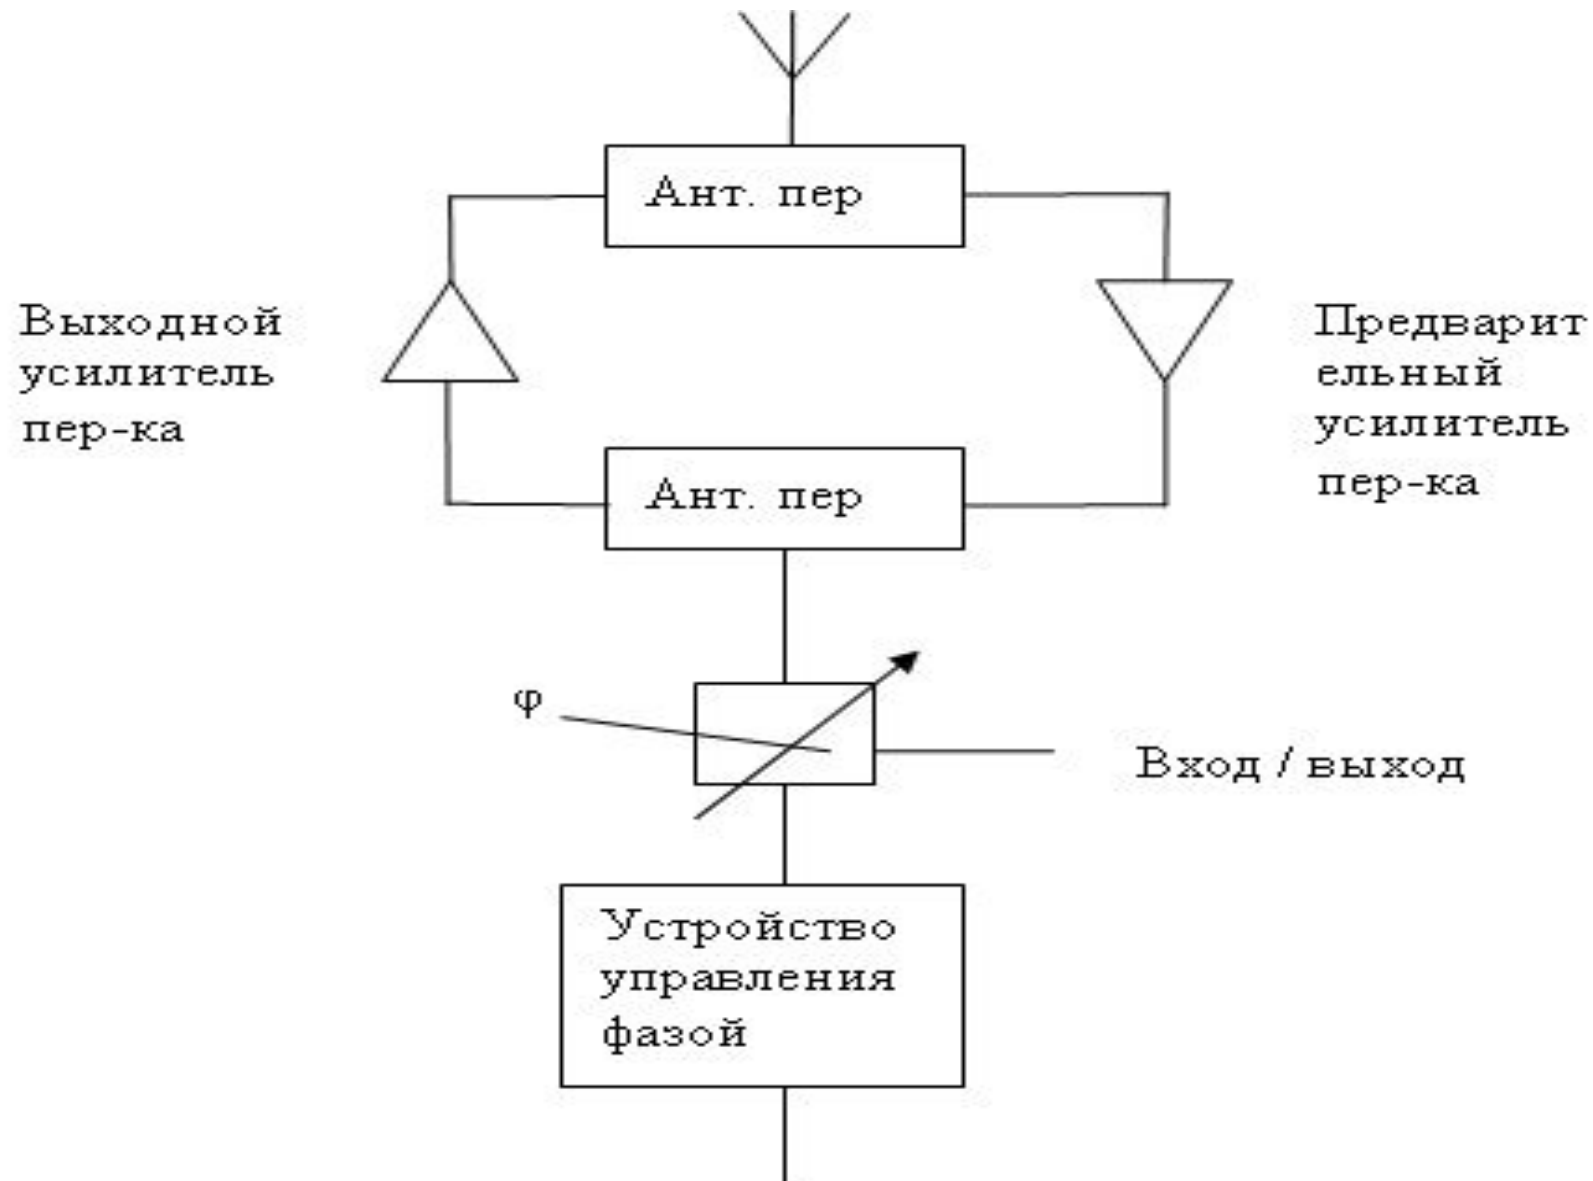 Ант. пер
Выходной
усилитель
пер-ка
Предварит
ельный
усилитель
пер-ка
Ант. пер
φ
Вход / выход
Устройство
управления
фазой